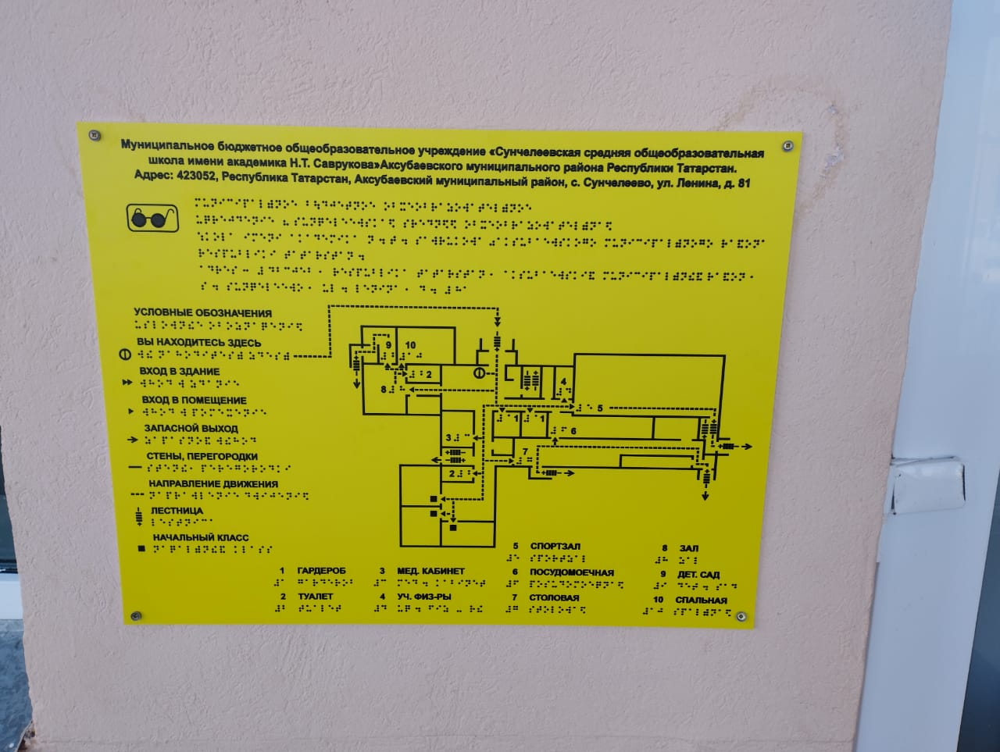 Муниципальное бюджетное общеобразовательное учреждение «Сунчелеевская средняя общеобразовательная
школа имени академика Н.Т. Саврукова»Аксубаевского муниципального района Республики Татарстан.
Адрес: 423052, Республика Татарстан, Аксубаевский муниципальный район, с. Сунчелеево, ул. Ленина, д. 81
УСЛОВНЫЕ ОБОЗНАЧЕНИЯ
ВЫ НАХОДИТЕСЬ ЗДЕСЬ
ВХОД В ЗДАНИЕ
ВХОД В ПОМЕЩЕНИЕ
ЗАПАСНОЙ ВЫХОД
СТЕНЫ, ПЕРЕГОРОДКИ
НАПРАВЛЕНИЕ ДВИЖЕНИЯ
ЛЕСТНИЦА
НАЧАЛЬНЫЙ КЛАСС
9 10
2
4
8
5
1 1
6
3
7
2
1 ГАРДЕРОБ
2 ТУАЛЕТ
3 МЕД. КАБИНЕТ
4 УЧ. ФИЗ-РЫ
5 СПОРТЗАЛ
6 ПОСУДОМОЕЧНАЯ
7 СТОЛОВАЯ
8 ЗАЛ
9 ДЕТ. САД
10 СПАЛЬНАЯ